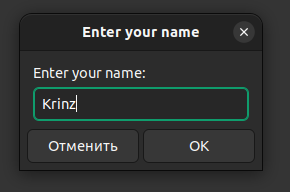 Enter your name
Enter your name:
Krinz
Отменить OK